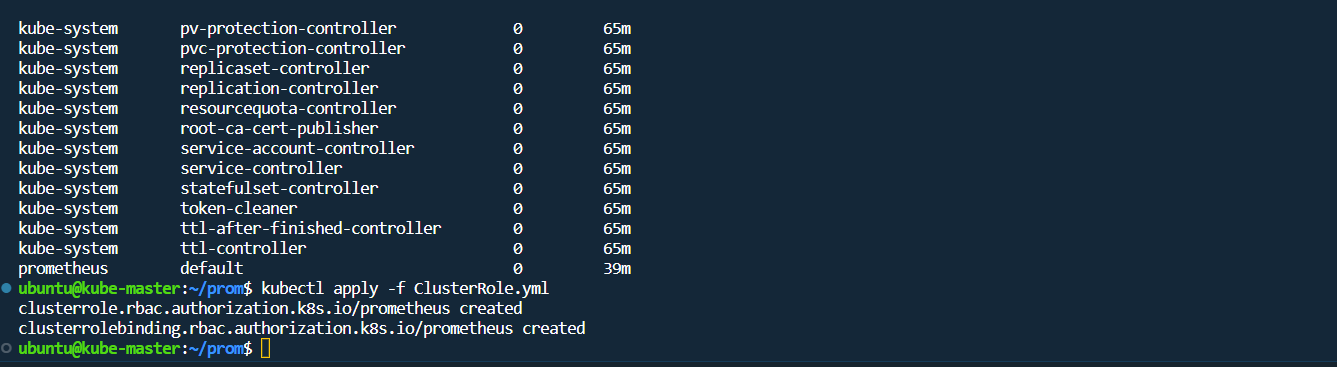 kube-system pv-protection-controller 0 65m
kube-system pvc-protection-controller 0 65m
kube-system replicaset-controller 0 65m
kube-system replication-controller 0 65m
kube-system resourcequota-controller 0 65m
kube-system root-ca-cert-publisher 0 65m
kube-system service-account-controller 0 65m
kube-system service-controller 0 65m
kube-system statefulset-controller 0 65m
kube-system token-cleaner 0 65m
kube-system ttl-after-finished-controller 0 65m
kube-system ttl-controller 0 65m
prometheus default 0 39m
ubuntu@kube-master:~/prom$ kubectl apply -f ClusterRole.yml
clusterrole.rbac.authorization.k8s.io/prometheus created
clusterrolebinding.rbac.authorization.k8s.io/prometheus created
ubuntu@kube-master:~/prom$